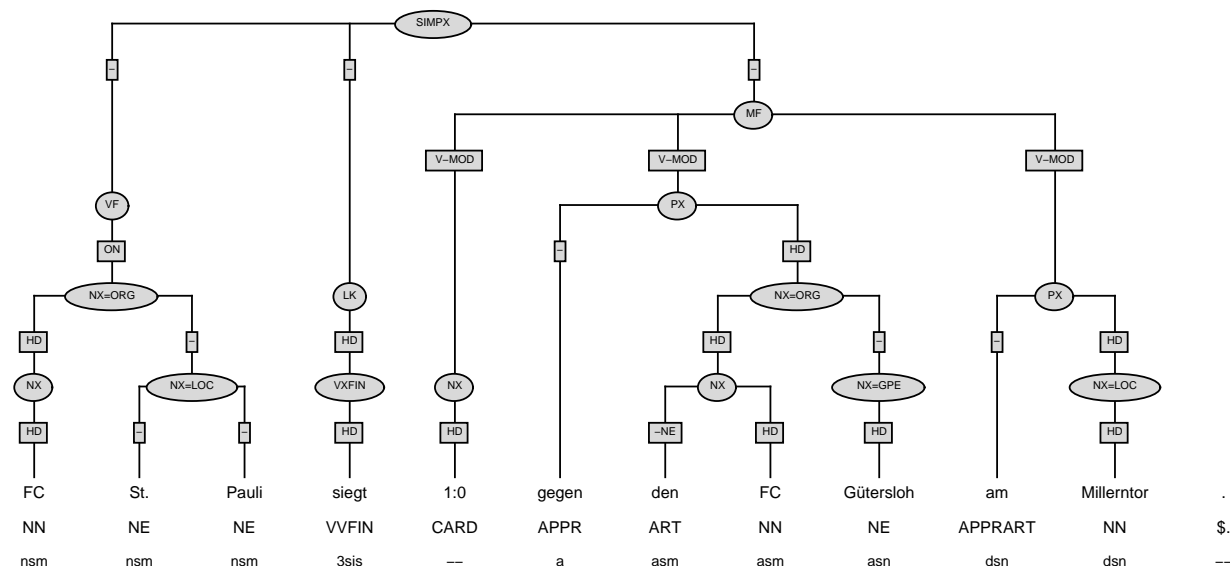 SIMPX
– – –
MF
V–MOD V–MOD V–MOD
VF PX
ON – HD
NX=ORG LK NX=ORG PX
HD – HD HD – – HD
NX NX=LOC VXFIN NX NX NX=GPE NX=LOC
HD – – HD HD –NE HD HD HD
FC St. Pauli siegt 1:0 gegen den FC Gütersloh am Millerntor .
NN NE NE VVFIN CARD APPR ART NN NE APPRART NN $.
nsm nsm nsm 3sis –– a asm asm asn dsn dsn ––